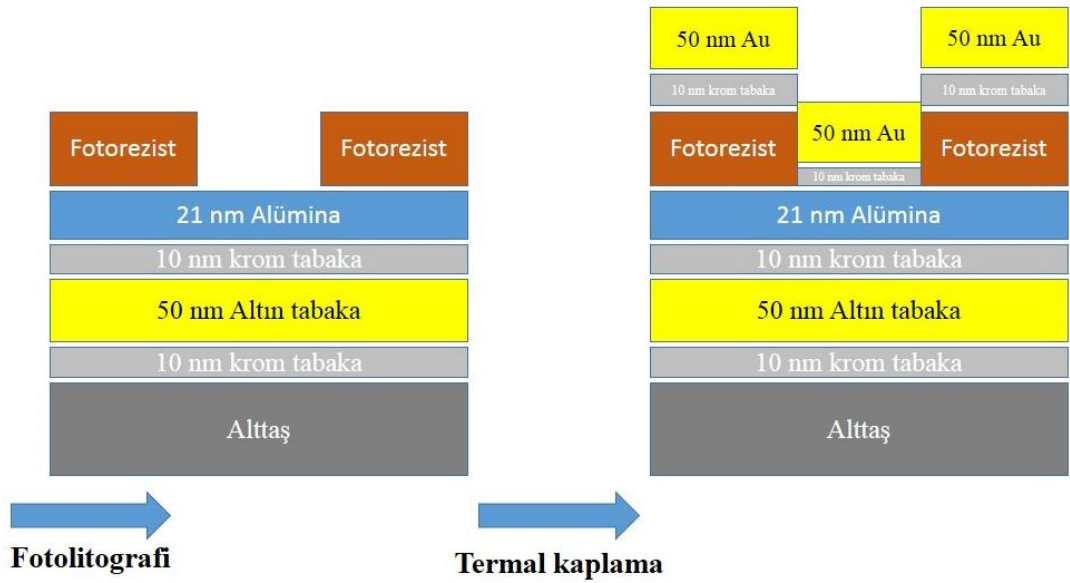 Fotorezist
Fotorezist
21 nm Alümina
10 nm krom tabaka
50 nm Altın tabaka
10 nm krom tabaka
Alttaş
Fotolitografi
50 nm Au
50 nm Au
10 nm krom tabaka
10 nm krom tabaka
Fotorezist
50 nm Au
Fotorezist
10 nm krom tabaka
21 nm Alümina
10 nm krom tabaka
50 nm Altın tabaka
10 nm krom tabaka
Alttaş
Termal kaplama